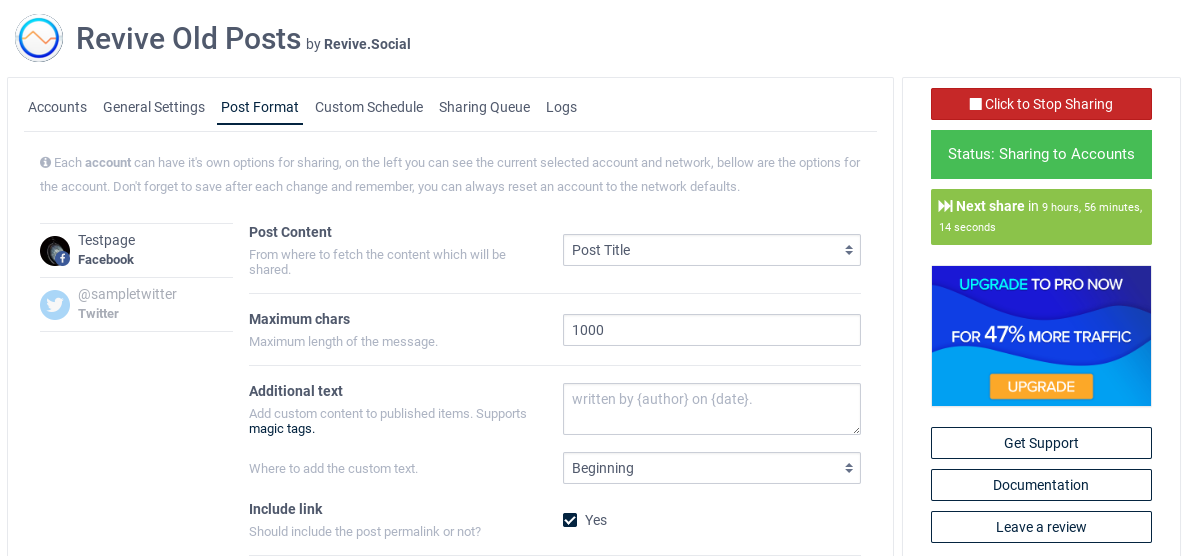 Revive Old Posts by Revive.Social
Accounts General Settings Post Format Custom Schedule Sharing Queue Logs
Each account can have it's own options for sharing, on the left you can see the current selected account and network, bellow are the options for
the account. Don't forget to save after each change and remember, you can always reset an account to the network defaults.
Testpage
Facebook
@sampletwitter
Twitter
Post Content
From where to fetch the content which will be
shared.
Post Title
Maximum chars
Maximum length of the message.
1000
Additional text
Add custom content to published items. Supports
magic tags.
written by {author} on {date}.
Where to add the custom text.
Beginning
Include link
Should include the post permalink or not?
Yes
Click to Stop Sharing
Status: Sharing to Accounts
Next share in 9 hours, 56 minutes,
14 seconds
UPGRADE TO PRO NOW
FOR 47% MORE TRAFFIC
UPGRADE
Get Support
Documentation
Leave a review